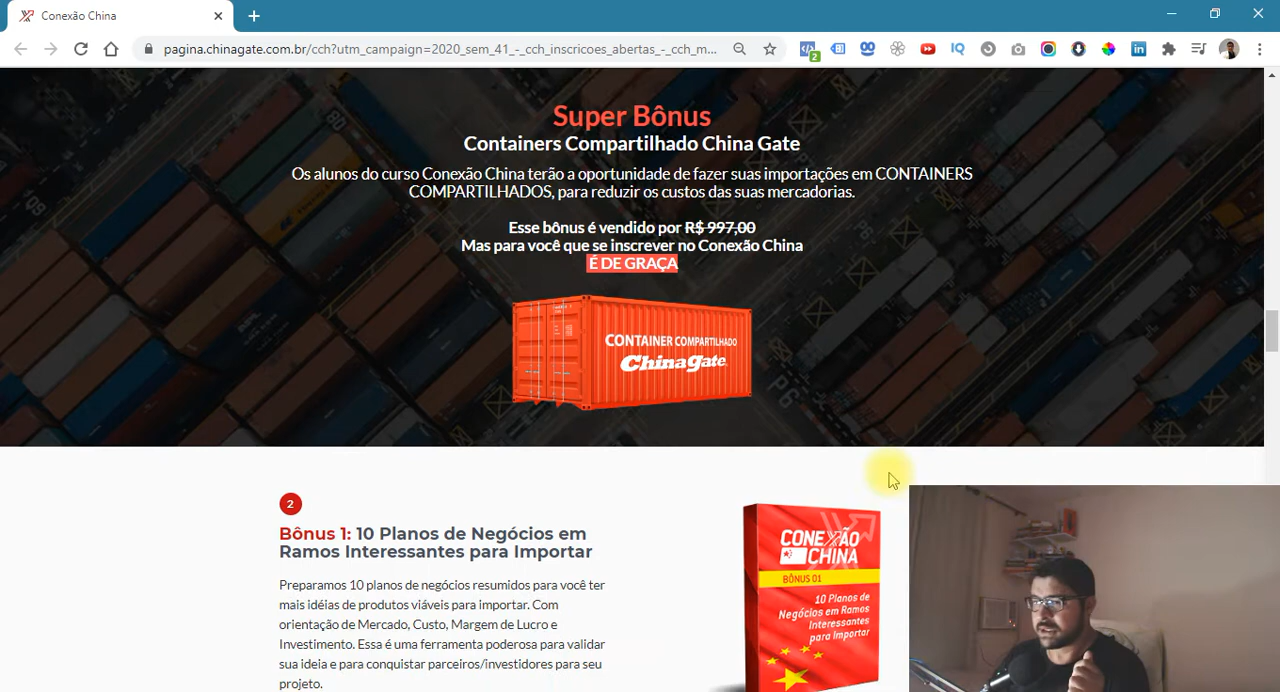 Conexão China
pagina.chinagate.com.br/cch?utm_campaign=2020_sem_41_-_cch_inscricoes_abertas_-_cch_m...
2
IQ
in
Super Bônus
Containers Compartilhado China Gate
Os alunos do curso Conexão China terão a oportunidade de fazer suas importações em CONTAINERS
COMPARTILHADOS, para reduzir os custos das suas mercadorias.
Esse bônus é vendido por R$ 997,00
Mas para você que se inscrever no Conexão China
É DE GRAÇA
CONTAINER COMPARTILHADO
ChinaGate
2
Bônus 1: 10 Planos de Negócios em
Ramos Interessantes para Importar
Preparamos 10 planos de negócios resumidos para você ter
mais idéias de produtos viáveis para importar. Com
orientação de Mercado, Custo, Margem de Lucro e
Investimento. Essa é uma ferramenta poderosa para validar
sua ideia e para conquistar parceiros/investidores para seu
projeto.
CONEXÃO
CHINA
BÔNUS 01
10 Planos de
Negócios em Ramos
Interessantes
para Importar